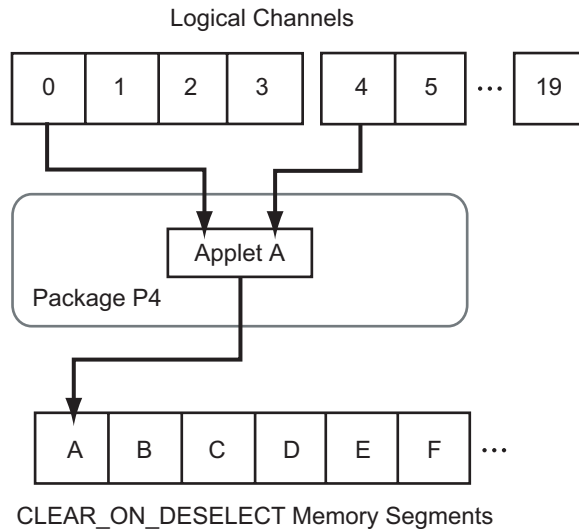 Logical Channels
0 1 2 3 4 5 ... 19
Applet A
Package P4
A B C D E F ...
CLEAR_ON_DESELECT Memory Segments